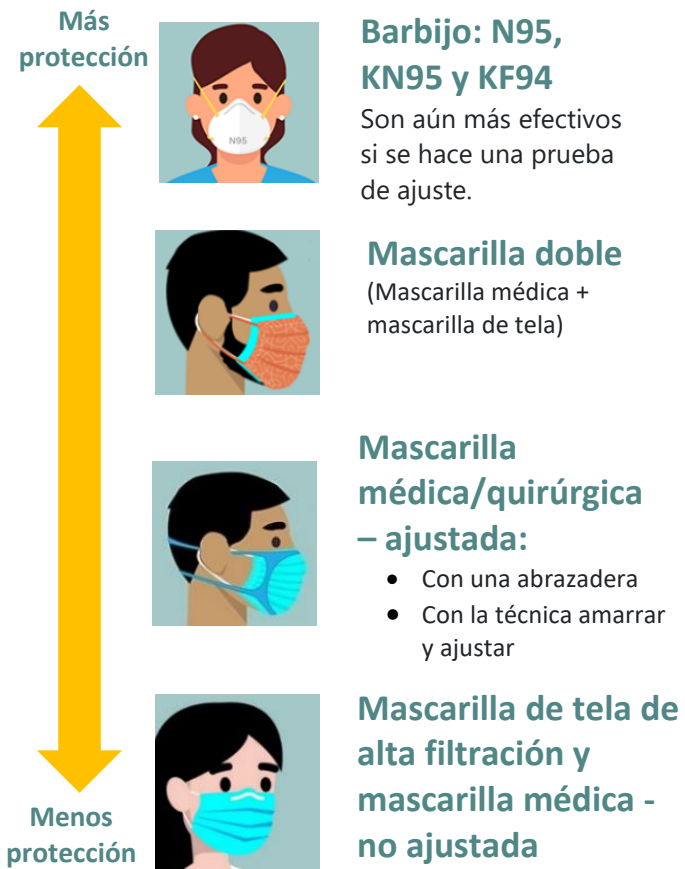 Más
protección
Barbijo: N95,
KN95 y KF94
Son aún más efectivos
si se hace una prueba
de ajuste.
N95
Mascarilla doble
(Mascarilla médica +
mascarilla de tela)
Mascarilla
médica/quirúrgica
– ajustada:
• Con una abrazadera
• Con la técnica amarrar
y ajustar
Mascarilla de tela de
alta filtración y
mascarilla médica -
no ajustada
Menos
protección